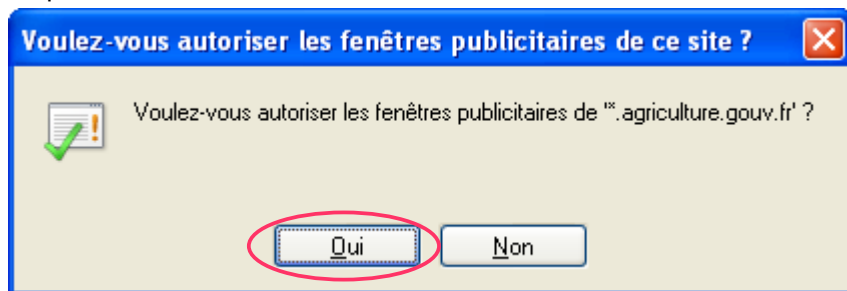 Voulez-vous autoriser les fenêtres publicitaires de ce site ?
Voulez-vous autoriser les fenêtres publicitaires de '*.agriculture.gouv.fr' ?
Oui Non